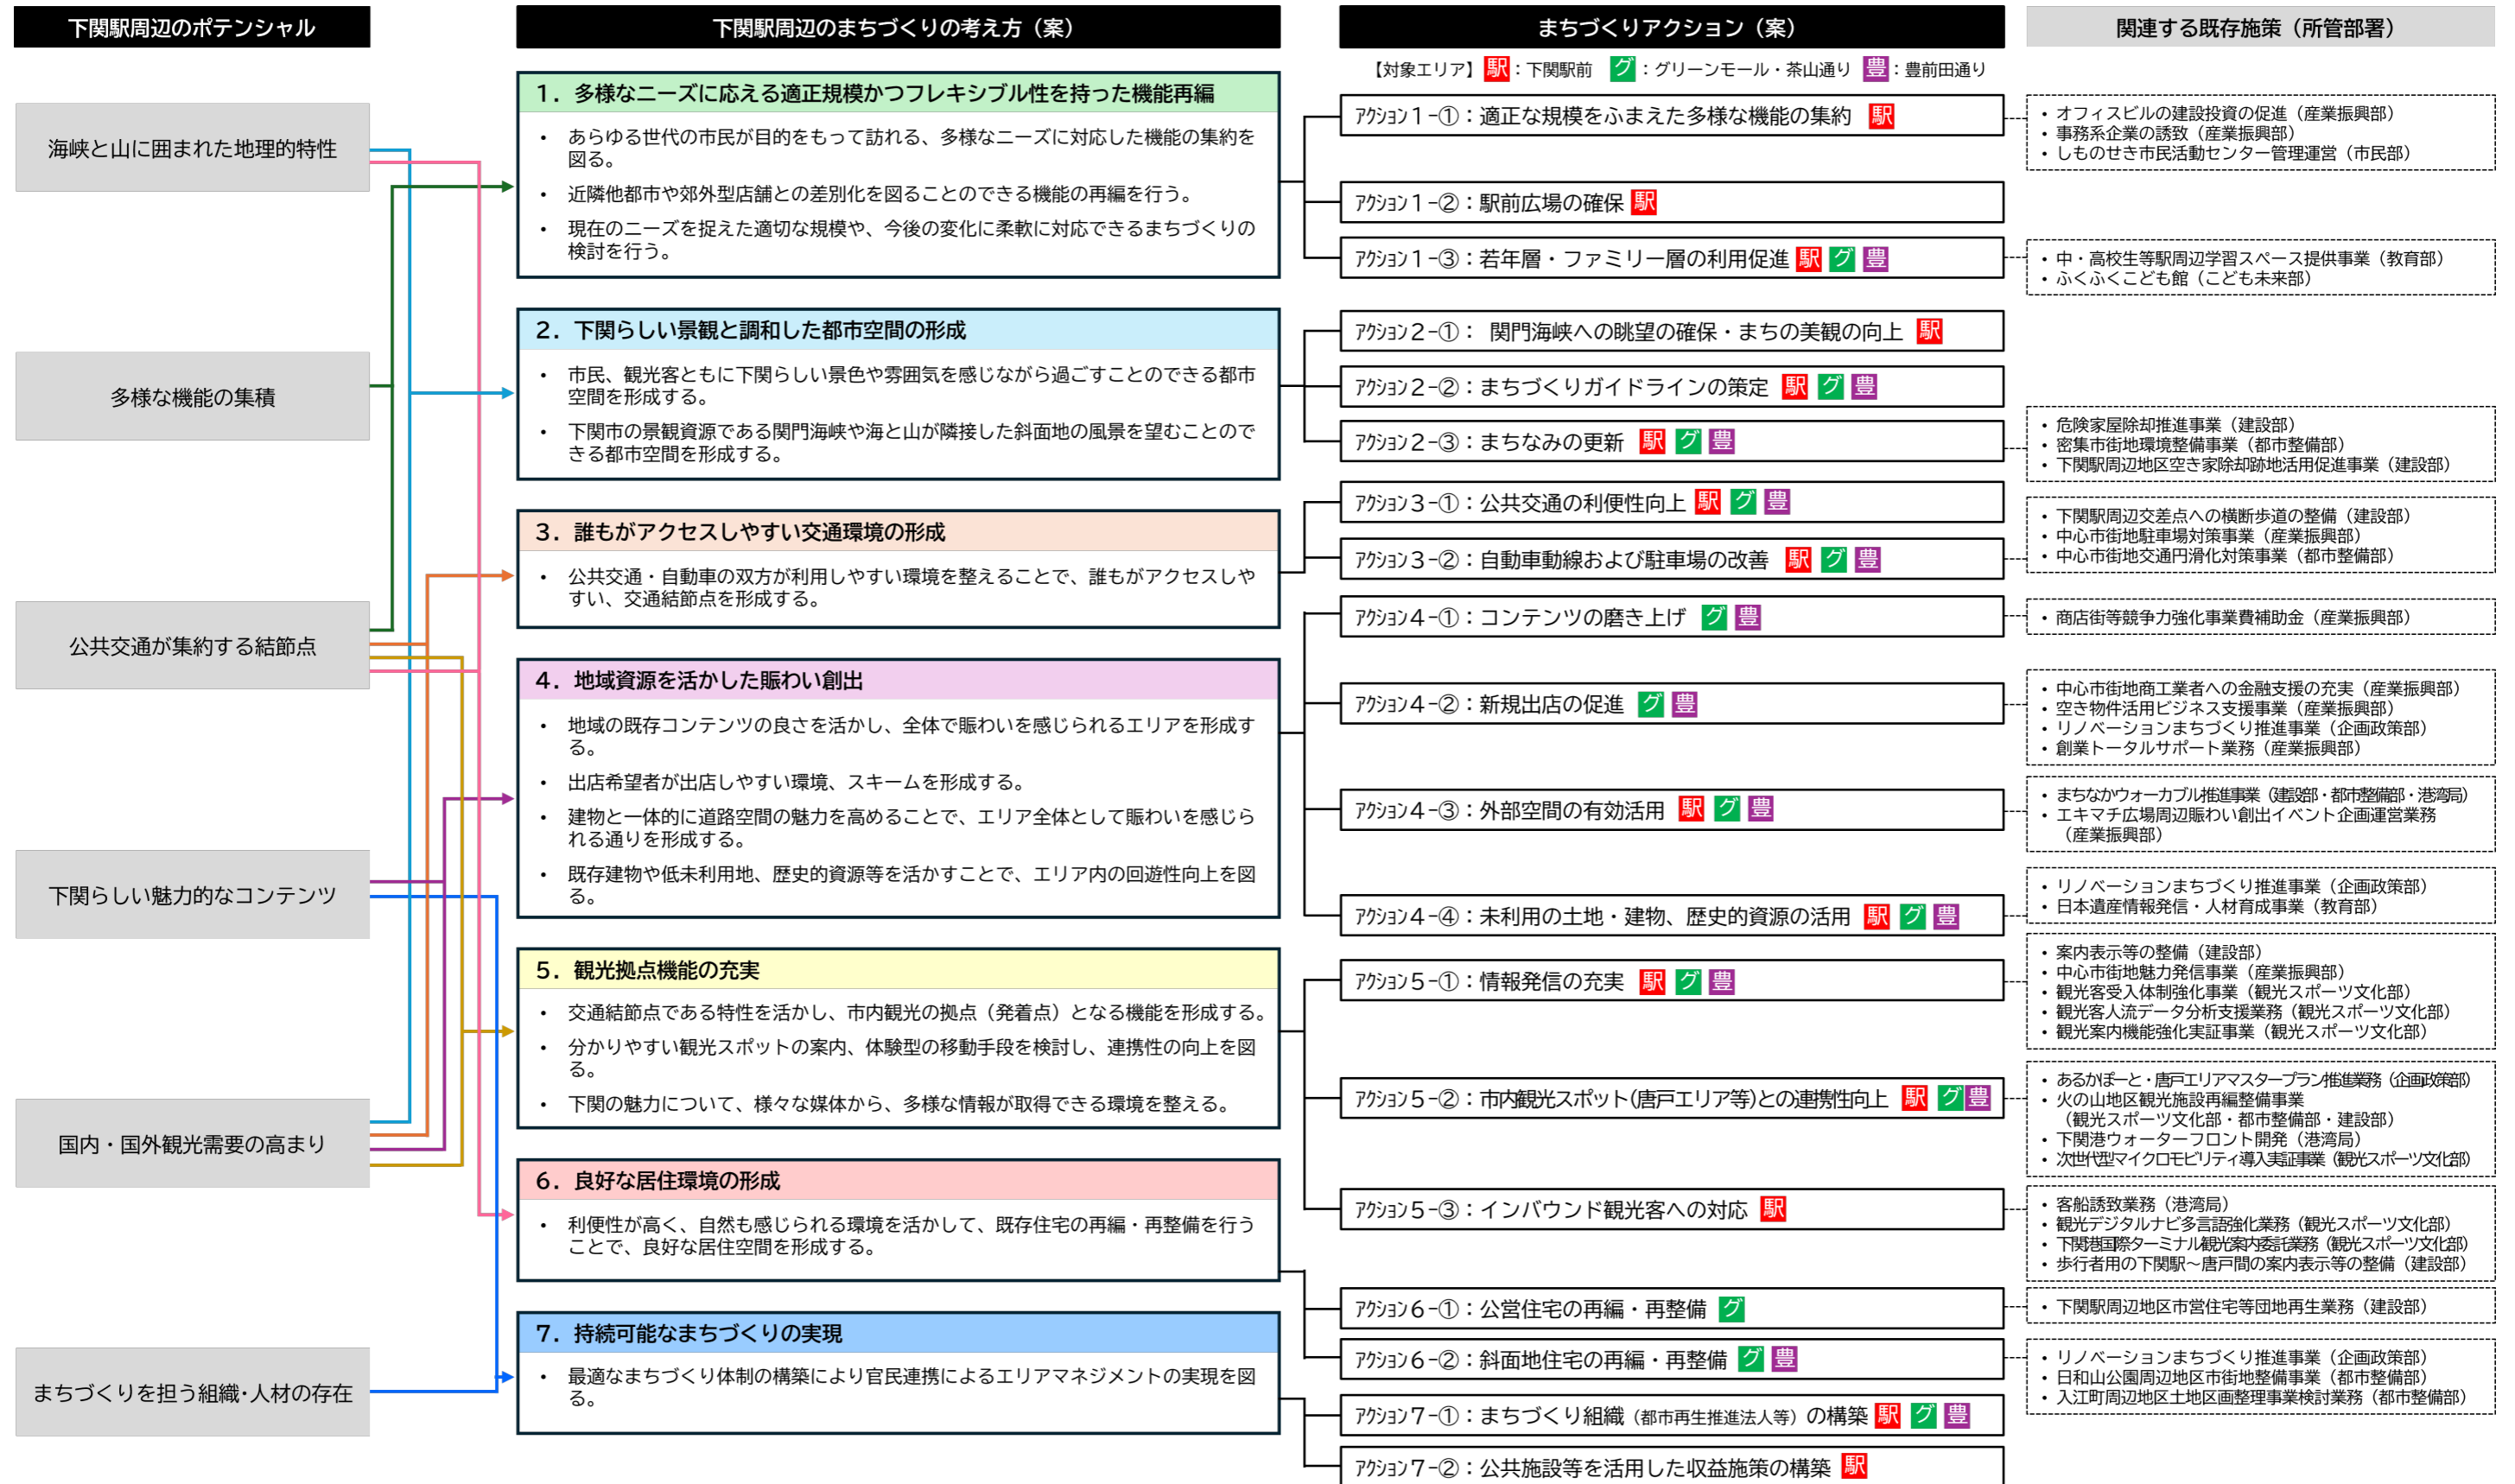 下関駅周辺のポテンシャル
海峡と山に囲まれた地理的特性
多様な機能の集積
公共交通が集約する結節点
下関らしい魅力的なコンテンツ
国内・国外観光需要の高まり
まちづくりを担う組織・人材の存在
下関駅周辺のまちづくりの考え方（案）
1．多様なニーズに応える適正規模かつフレキシブル性を持った機能再編
・ あらゆる世代の市民が目的をもって訪れる、多様なニーズに対応した機能の集約を
図る。
・ 近隣他都市や郊外型店舗との差別化を図ることのできる機能の再編を行う。
・ 現在のニーズを捉えた適切な規模や、今後の変化に柔軟に対応できるまちづくりの
検討を行う。
2．下関らしい景観と調和した都市空間の形成
・ 市民、観光客ともに下関らしい景色や雰囲気を感じながら過ごすことのできる都市
空間を形成する。
・ 下関市の景観資源である関門海峡や海と山が隣接した斜面地の風景を望むことので
きる都市空間を形成する。
3．誰もがアクセスしやすい交通環境の形成
・ 公共交通・自動車の双方が利用しやすい環境を整えることで、誰もがアクセスしや
すい、交通結節点を形成する。
4．地域資源を活かした賑わい創出
・ 地域の既存コンテンツの良さを活かし、全体で賑わいを感じられるエリアを形成す
る。
・ 出店希望者が出店しやすい環境、スキームを形成する。
・ 建物と一体的に道路空間の魅力を高めることで、エリア全体として賑わいを感じら
れる通りを形成する。
・ 既存建物や低未利用地、歴史的資源等を活かすことで、エリア内の回遊性向上を図
る。
5．観光拠点機能の充実
・ 交通結節点である特性を活かし、市内観光の拠点（発着点）となる機能を形成する。
・ 分かりやすい観光スポットの案内、体験型の移動手段を検討し、連携性の向上を図
る。
・ 下関の魅力について、様々な媒体から、多様な情報が取得できる環境を整える。
6．良好な居住環境の形成
・ 利便性が高く、自然も感じられる環境を活かして、既存住宅の再編・再整備を行う
ことで、良好な居住空間を形成する。
7．持続可能なまちづくりの実現
・ 最適なまちづくり体制の構築により官民連携によるエリアマネジメントの実現を図
る。
まちづくりアクション（案）
【対象エリア】駅：下関駅前 グ：グリーンモール・茶山通り 豊：豊前田通り
ｱｸｼｮﾝ1-①：適正な規模をふまえた多様な機能の集約 駅
ｱｸｼｮﾝ1-②：駅前広場の確保 駅
ｱｸｼｮﾝ1-③：若年層・ファミリー層の利用促進 駅 グ 豊
ｱｸｼｮﾝ2-①： 関門海峡への眺望の確保・まちの美観の向上 駅
ｱｸｼｮﾝ2-②：まちづくりガイドラインの策定 駅 グ 豊
ｱｸｼｮﾝ2-③：まちなみの更新 駅 グ 豊
ｱｸｼｮﾝ3-①：公共交通の利便性向上 駅 グ 豊
ｱｸｼｮﾝ3-②：自動車動線および駐車場の改善 駅 グ 豊
ｱｸｼｮﾝ4-①：コンテンツの磨き上げ グ 豊
ｱｸｼｮﾝ4-②：新規出店の促進 グ 豊
ｱｸｼｮﾝ4-③：外部空間の有効活用 駅 グ 豊
ｱｸｼｮﾝ4-④：未利用の土地・建物、歴史的資源の活用 駅 グ 豊
ｱｸｼｮﾝ5-①：情報発信の充実 駅 グ 豊
ｱｸｼｮﾝ5-②：市内観光スポット（唐戸エリア等）との連携性向上 駅 グ 豊
ｱｸｼｮﾝ5-③：インバウンド観光客への対応 駅
ｱｸｼｮﾝ6-①：公営住宅の再編・再整備 グ
ｱｸｼｮﾝ6-②：斜面地住宅の再編・再整備 グ 豊
ｱｸｼｮﾝ7-①：まちづくり組織（都市再生推進法人等）の構築 駅 グ 豊
ｱｸｼｮﾝ7-②：公共施設等を活用した収益施策の構築 駅
関連する既存施策（所管部署）
・オフィスビルの建設投資の促進（産業振興部）
・事務系企業の誘致（産業振興部）
・しものせき市民活動センター管理運営（市民部）
・中・高校生等駅周辺学習スペース提供事業（教育部）
・ふくふくこども館（こども未来部）
・危険家屋除却推進事業（建設部）
・密集市街地環境整備事業（都市整備部）
・下関駅周辺地区空き家除却跡地活用促進事業（建設部）
・下関駅周辺交差点への横断歩道の整備（建設部）
・中心市街地駐車場対策事業（産業振興部）
・中心市街地交通円滑化対策事業（都市整備部）
・商店街等競争力強化事業費補助金（産業振興部）
・中心市街地商工業者への金融支援の充実（産業振興部）
・空き物件活用ビジネス支援事業（産業振興部）
・リノベーションまちづくり推進事業（企画政策部）
・創業トータルサポート業務（産業振興部）
・まちなかウォーカブル推進事業（建設部・都市整備部・港湾局）
・エキマチ広場周辺賑わい創出イベント企画運営業務
（産業振興部）
・リノベーションまちづくり推進事業（企画政策部）
・日本遺産情報発信・人材育成事業（教育部）
・案内表示等の整備（建設部）
・中心市街地魅力発信事業（産業振興部）
・観光客受入体制強化事業（観光スポーツ文化部）
・観光客人流データ分析支援業務（観光スポーツ文化部）
・観光案内機能強化実証事業（観光スポーツ文化部）
・あるかぽーと・唐戸エリアマスタープラン推進業務（企画政策部）
・火の山地区観光施設再編整備事業
（観光スポーツ文化部・都市整備部・建設部）
・下関港ウォーターフロント開発（港湾局）
・次世代型マイクロモビリティ導入実証事業（観光スポーツ文化部）
・客船誘致業務（港湾局）
・観光デジタルナビ多言語強化業務（観光スポーツ文化部）
・下関港国際ターミナル観光案内委託業務（観光スポーツ文化部）
・歩行者用の下関駅～唐戸間の案内表示等の整備（建設部）
・下関駅周辺地区市営住宅等団地再生業務（建設部）
・リノベーションまちづくり推進事業（企画政策部）
・日和山公園周辺地区市街地整備事業（都市整備部）
・入江町周辺地区土地区画整理事業検討業務（都市整備部）